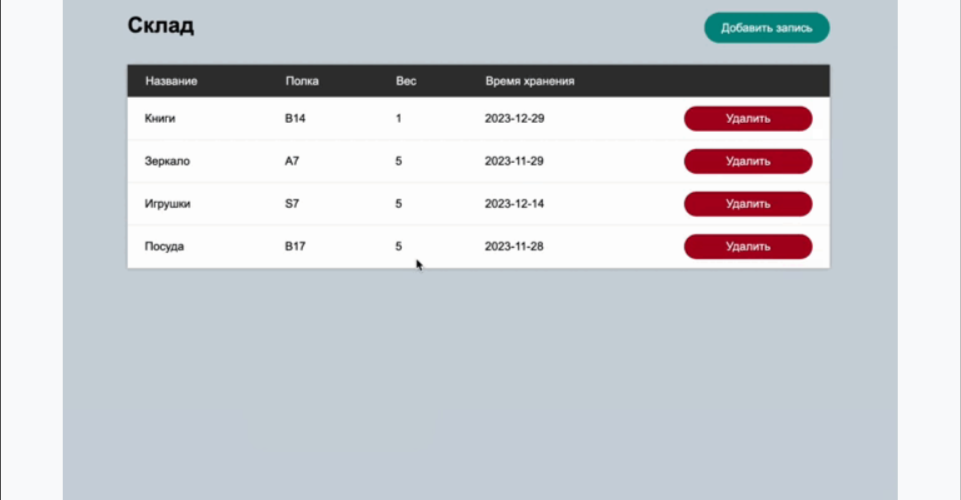 Склад
Добавить запись
Название Полка Вес Время хранения
Книги B14 1 2023-12-29 Удалить
Зеркало A7 5 2023-11-29 Удалить
Игрушки S7 5 2023-12-14 Удалить
Посуда B17 5 2023-11-28 Удалить